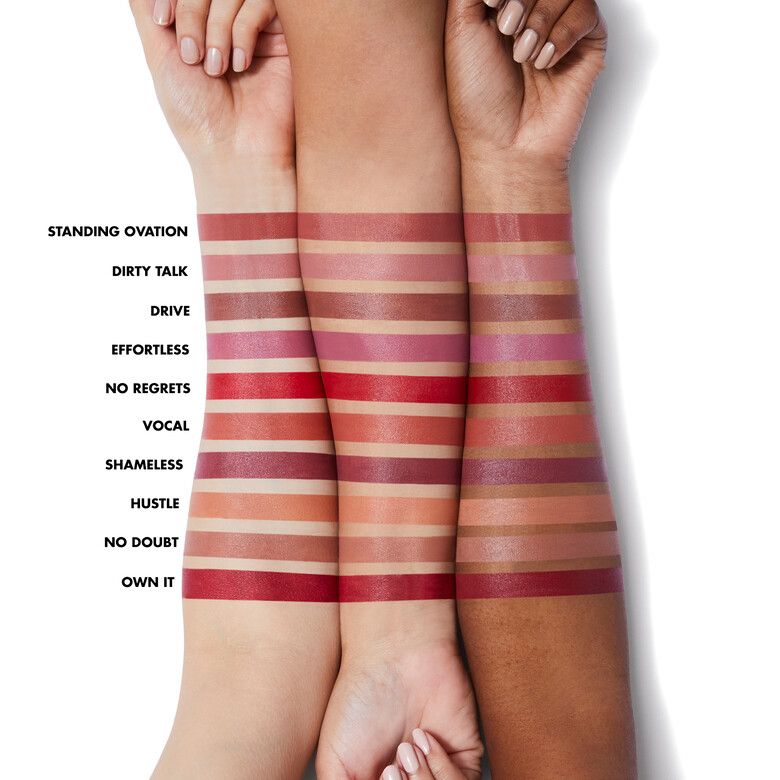 STANDING OVATION
DIRTY TALK
DRIVE
EFFORTLESS
NO REGRETS
VOCAL
SHAMELESS
HUSTLE
NO DOUBT
OWN IT